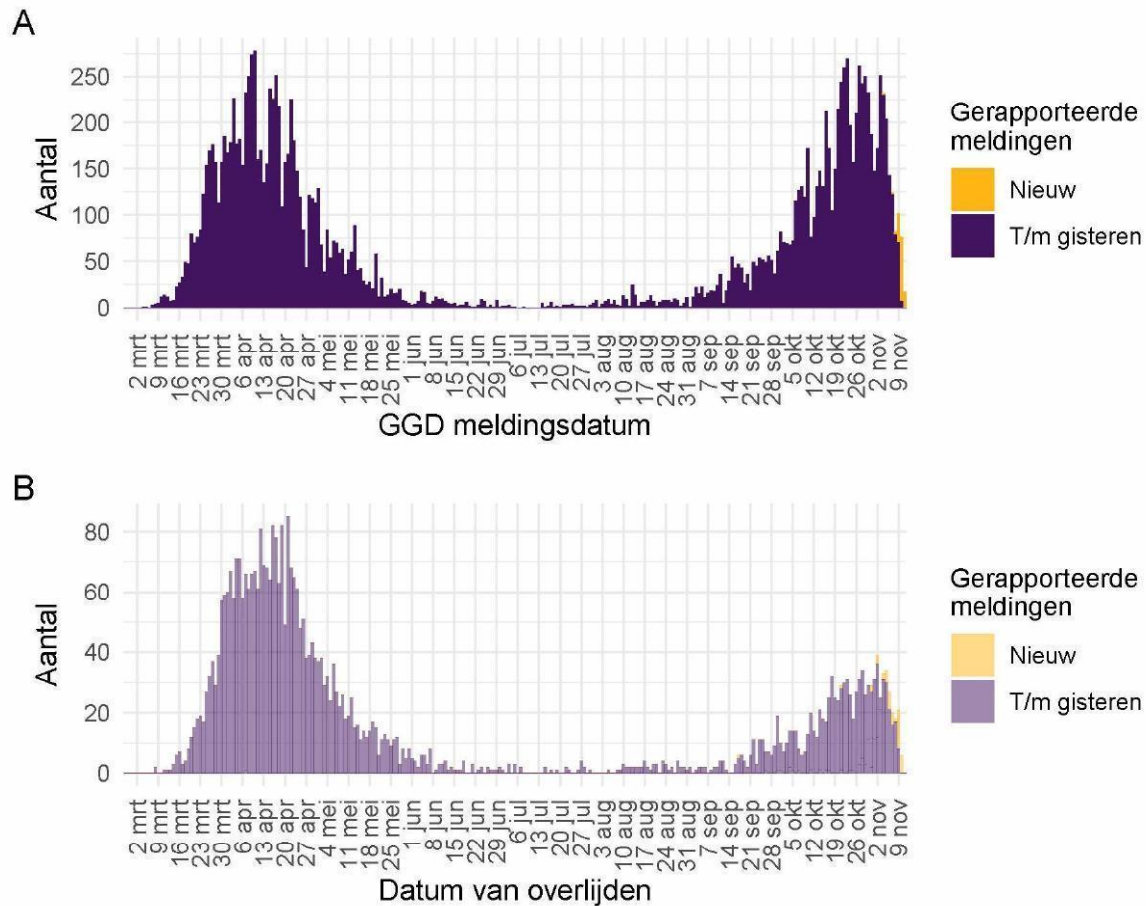 A
Aantal
250
200
150
100
50
0
2 mrt
9 mrt
16 mrt
23 mrt
30 mrt
6 apr
13 apr
20 apr
27 apr
4 mei
11 mei
18 mei
25 mei
1 jun
8 jun
15 jun
22 jun
29 jun
6 jul
13 jul
20 jul
27 jul
3 aug
10 aug
17 aug
24 aug
31 aug
7 sep
14 sep
21 sep
28 sep
5 okt
12 okt
19 okt
26 okt
2 nov
9 nov
GGD meldingsdatum
Gerapporteerde
meldingen
Nieuw
T/m gisteren
B
Aantal
80
60
40
20
0
2 mrt
9 mrt
16 mrt
23 mrt
30 mrt
6 apr
13 apr
20 apr
27 apr
4 mei
11 mei
18 mei
25 mei
1 jun
8 jun
15 jun
22 jun
29 jun
6 jul
13 jul
20 jul
27 jul
3 aug
10 aug
17 aug
24 aug
31 aug
7 sep
14 sep
21 sep
28 sep
5 okt
12 okt
19 okt
26 okt
2 nov
9 nov
Datum van overlijden
Gerapporteerde
meldingen
Nieuw
T/m gisteren